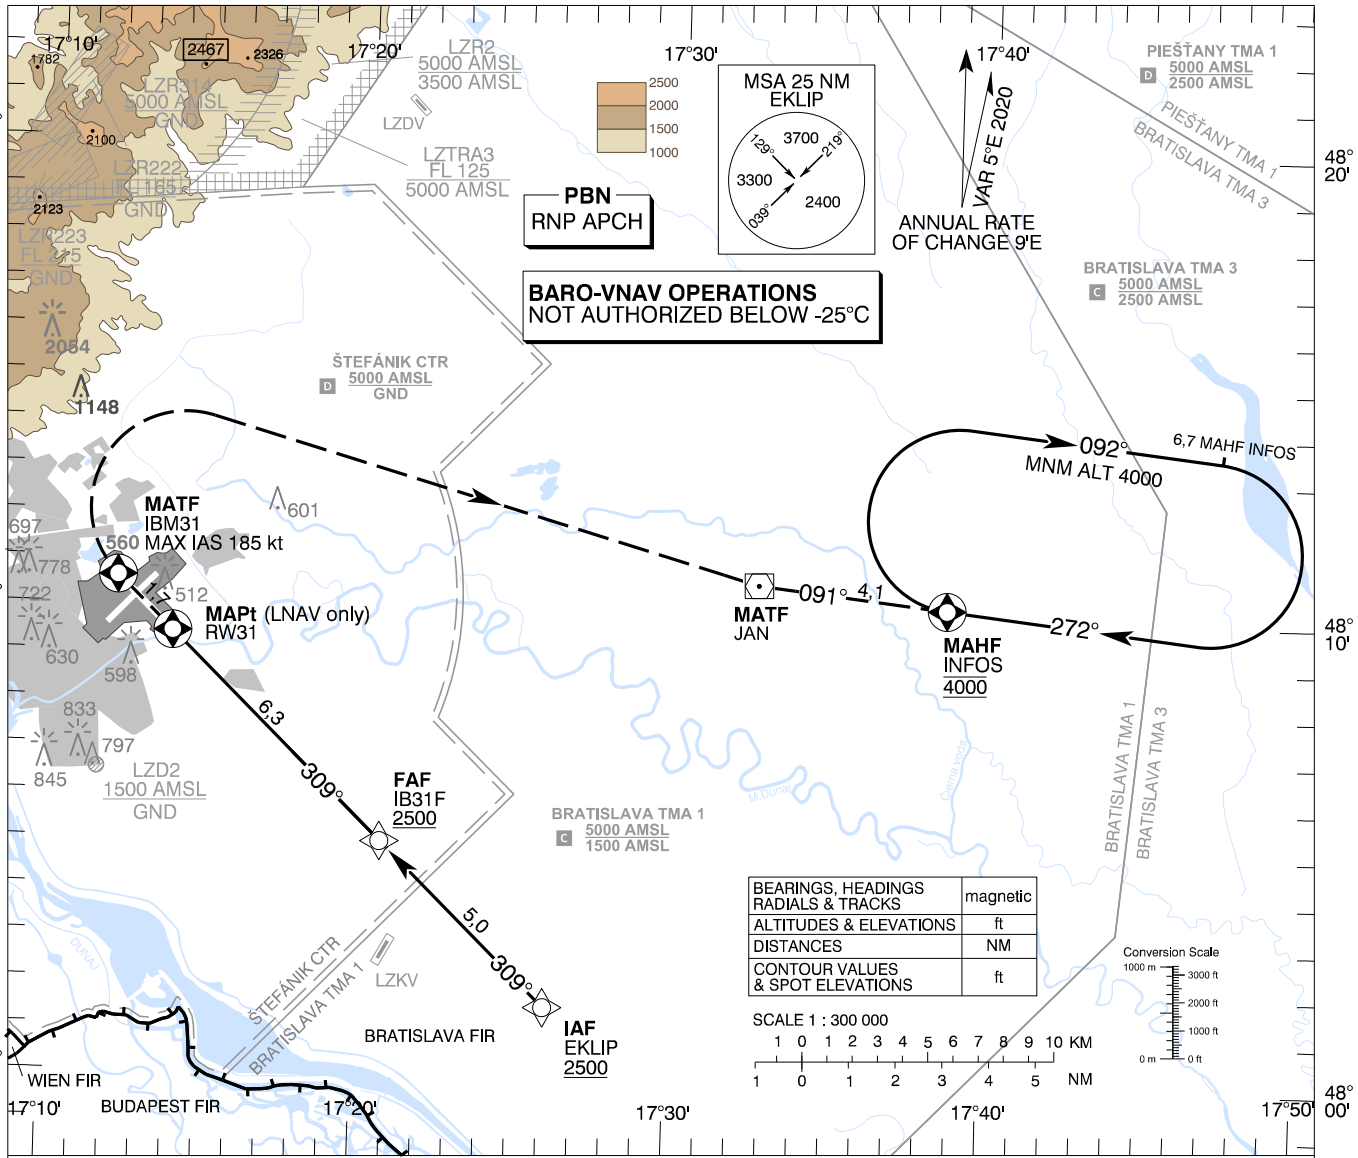 17°10'
17°20'
17°30'
17°40'
1782
2467
2326
LZR2
5000 AMSL
3500 AMSL
LZR314
5000 AMSL
GND
LZDV
2100
LZTRA3
FL 125
5000 AMSL
LZR222
FL 165
GND
2123
LZR223
FL 215
GND
2054
1148
2500
2000
1500
1000
MSA 25 NM
EKLIP
129°
3700
219°
3300
2400
039°
PBN
RNP APCH
BARO-VNAV OPERATIONS
NOT AUTHORIZED BELOW -25°C
VAR 5°E 2020
ANNUAL RATE
OF CHANGE 9'E
PIEŠŤANY TMA 1
D 5000 AMSL
2500 AMSL
PIEŠŤANY TMA 1
BRATISLAVA TMA 3
48°
20'
BRATISLAVA TMA 3
C 5000 AMSL
2500 AMSL
ŠTEFÁNIK CTR
D 5000 AMSL
GND
092°
6,7 MAHF INFOS
MNM ALT 4000
MATF
IBM31
MAX IAS 185 kt
560
601
697
778
722
512
1,2
MAPt (LNAV only)
RW31
630
598
MATF
JAN
091°
4,1
272°
MAHF
INFOS
4000
48°
10'
833
797
845
LZD2
1500 AMSL
GND
6,3
309°
FAF
IB31F
2500
BRATISLAVA TMA 1
C 5000 AMSL
1500 AMSL
M.Dunaj
Čierna voda
BRATISLAVA TMA 1
BRATISLAVA TMA 3
5,0
309°
DUNAJ
LZKV
ŠTEFÁNIK CTR
BRATISLAVA TMA 1
IAF
EKLIP
2500
BRATISLAVA FIR
WIEN FIR
BUDAPEST FIR
BEARINGS, HEADINGS
RADIALS & TRACKS
magnetic
ALTITUDES & ELEVATIONS ft
DISTANCES NM
CONTOUR VALUES
& SPOT ELEVATIONS
ft
SCALE 1 : 300 000
1 0 1 2 3 4 5 6 7 8 9 10 KM
1 0 1 2 3 4 5 NM
Conversion Scale
1000 m
3000 ft
2000 ft
1000 ft
0 m
0 ft
48°
00'
17°10'
17°20'
17°30'
17°40'
17°50'